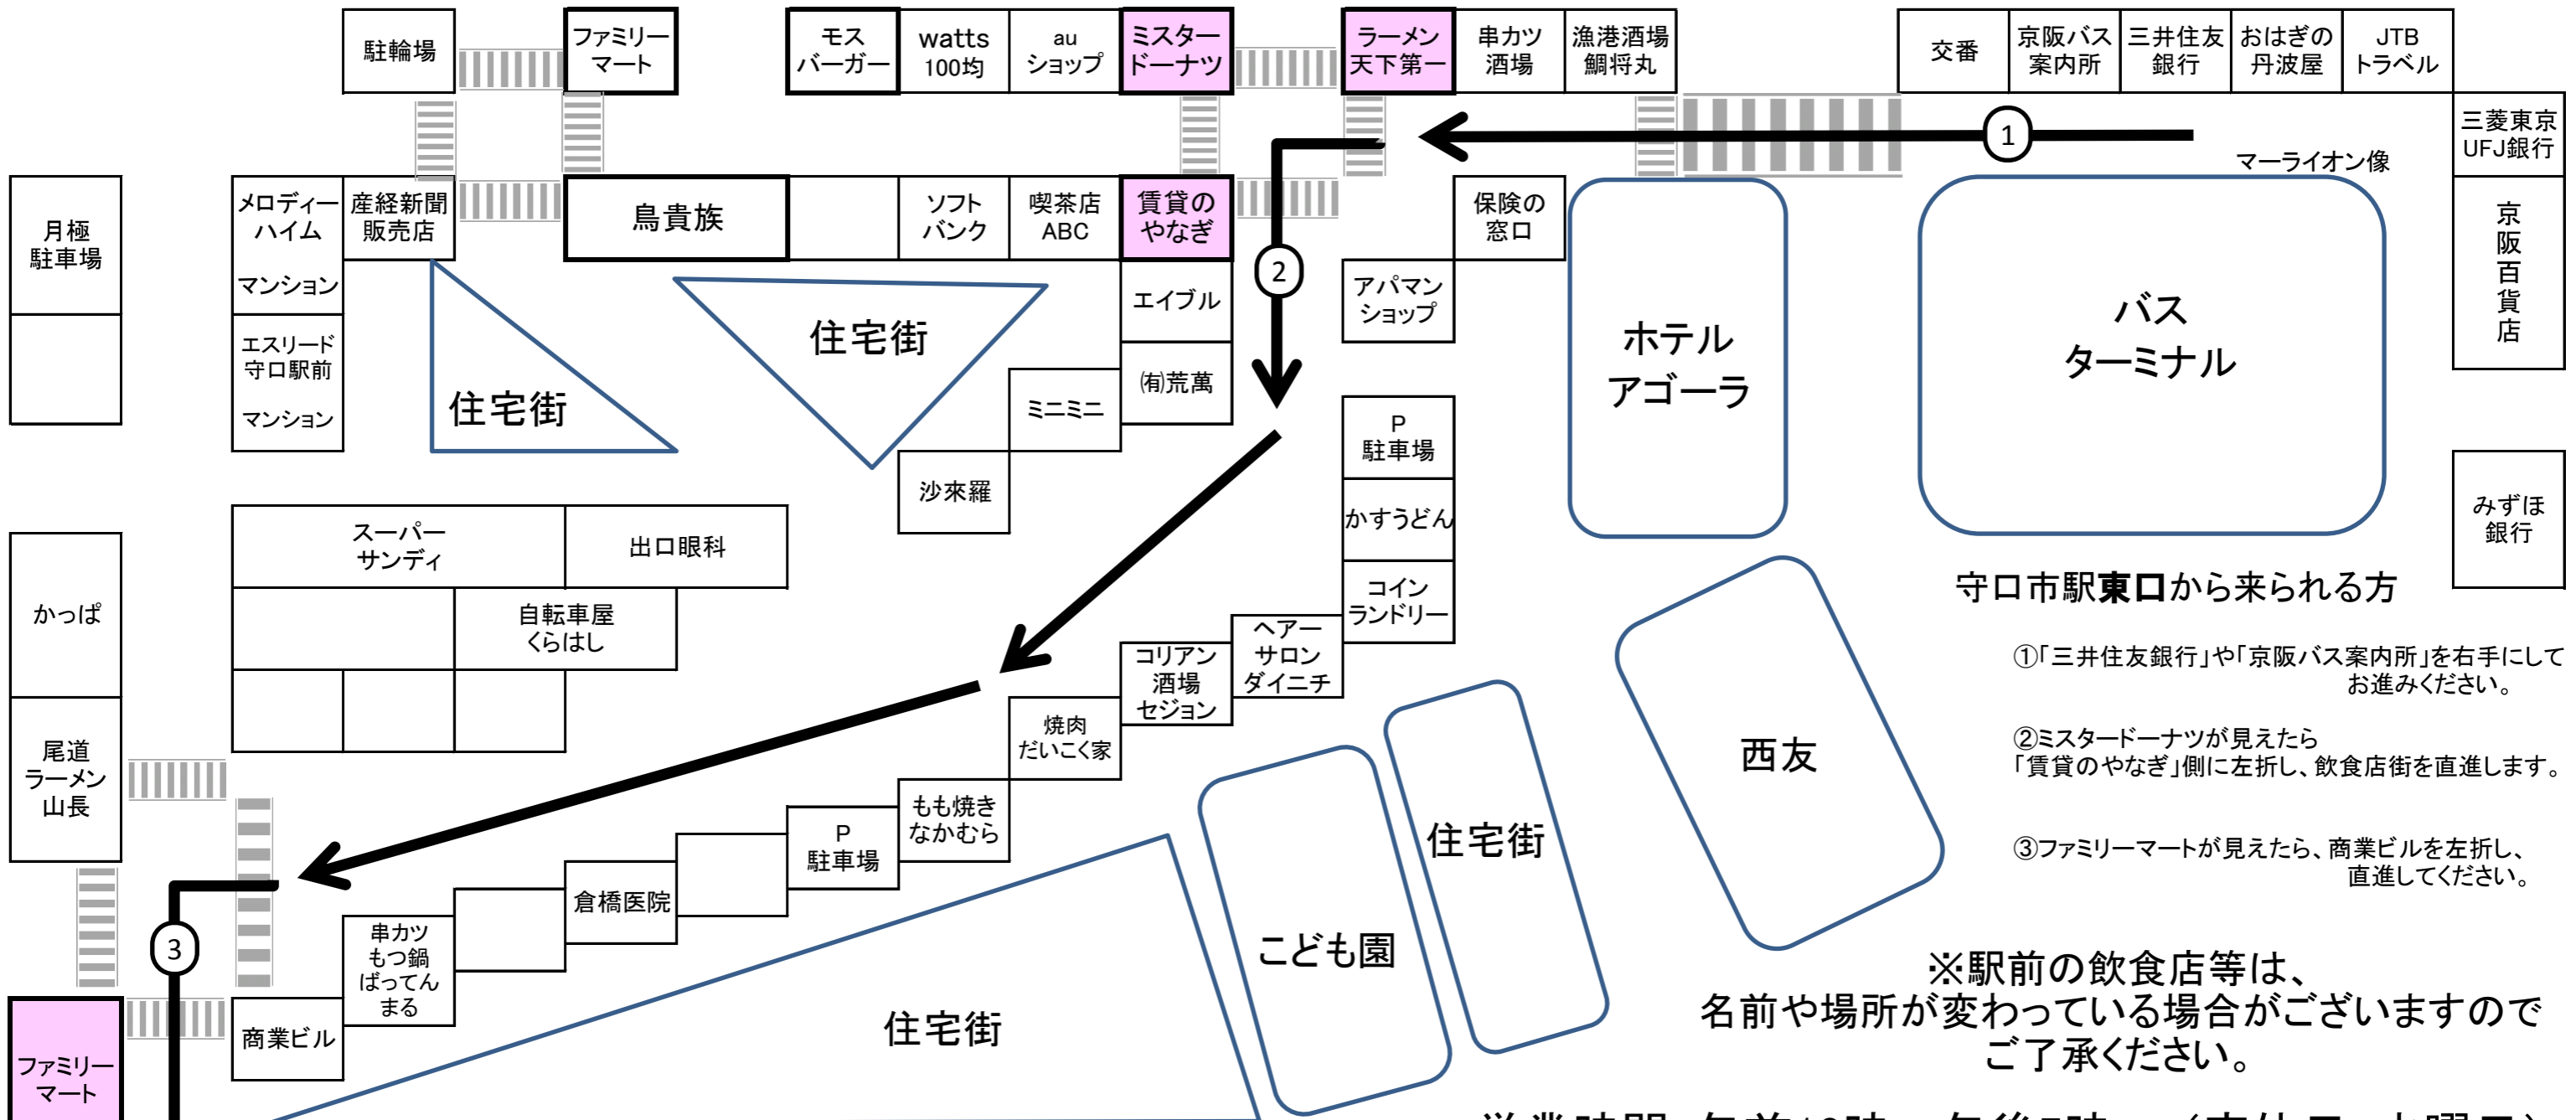 駐輪場
ファミリー
マート
モス
バーガー
watts
100均
au
ショップ
ミスター
ドーナツ
ラーメン
天下第一
串カツ
酒場
漁港酒場
鯛将丸
交番
京阪バス
案内所
三井住友
銀行
おはぎの
丹波屋
JTB
トラベル
三菱東京
UFJ銀行
1
マーライオン像
月極
駐車場
メロディー
ハイム
マンション
産経新聞
販売店
鳥貴族
ソフト
バンク
喫茶店
ABC
賃貸の
やなぎ
保険の
窓口
京阪百貨店
2
エイブル
アパマン
ショップ
エスリード
守口駅前
マンション
住宅街
住宅街
㈲荒萬
ミニミニ
ホテル
アゴーラ
バス
ターミナル
P
駐車場
沙來羅
かすうどん
みずほ
銀行
スーパー
サンディ
出口眼科
かっぱ
自転車屋
くらはし
コイン
ランドリー
ヘアー
サロン
ダイニチ
コリアン
酒場
セジョン
守口市駅東口から来られる方
①「三井住友銀行」や「京阪バス案内所」を右手にして
お進みください。
②ミスタードーナツが見えたら
「賃貸のやなぎ」側に左折し、飲食店街を直進します。
③ファミリーマートが見えたら、商業ビルを左折し、
直進してください。
尾道
ラーメン
山長
焼肉
だいこく家
西友
もも焼き
なかむら
P
駐車場
住宅街
倉橋医院
串カツ
もつ鍋
ばってん
まる
3
こども園
住宅街
商業ビル
ファミリー
マート
※駅前の飲食店等は、
名前や場所が変わっている場合がございますので
ご了承ください。